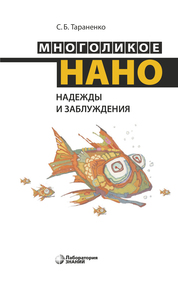 С. Б. Тараненко
МНОГОЛИКОЕ
НАНО
НАДЕЖДЫ
И ЗАБЛУЖДЕНИЯ
Лаборатория
ЗНАНИЙ